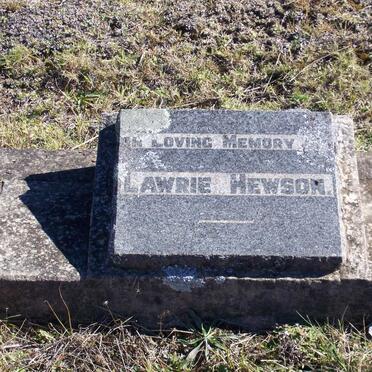 In Loving Memory
Lawrie Hewson